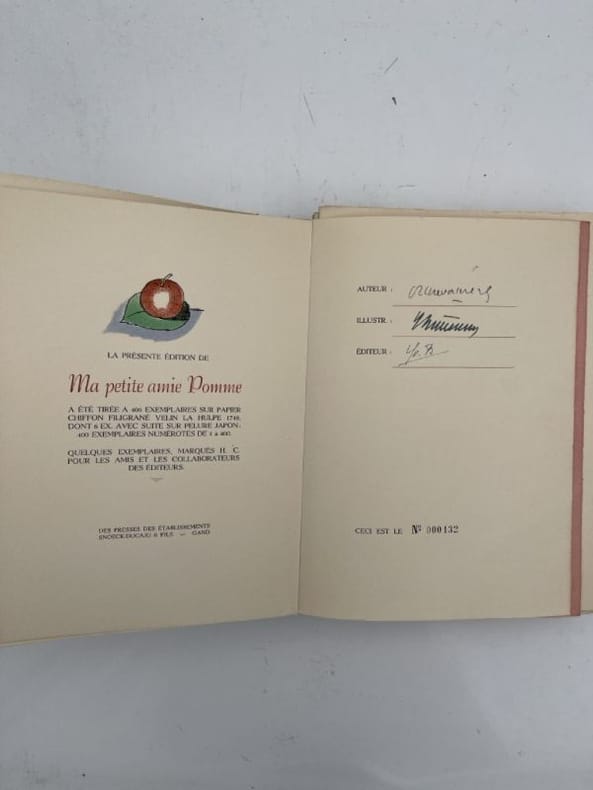 LA PRÉSENTE ÉDITION DE
Ma petite amie Pomme
A ÉTÉ TIRÉE A 406 EXEMPLAIRES SUR PAPIER
CHIFFON FILIGRANÉ VELIN LA HULPE 1749,
DONT 6 EX. AVEC SUITE SUR PELURE JAPON;
400 EXEMPLAIRES NUMÉROTÉS DE 1 à 400.
QUELQUES EXEMPLAIRES, MARQUÉS H. C.
POUR LES AMIS ET LES COLLABORATEURS
DES ÉDITEURS.
DES PRESSES DES ÉTABLISSEMENTS
SNOECK-DUCAJU & FILS — GAND
AUTEUR :
ILLUSTR :
ÉDITEUR :
CECI EST LE Nº 000132